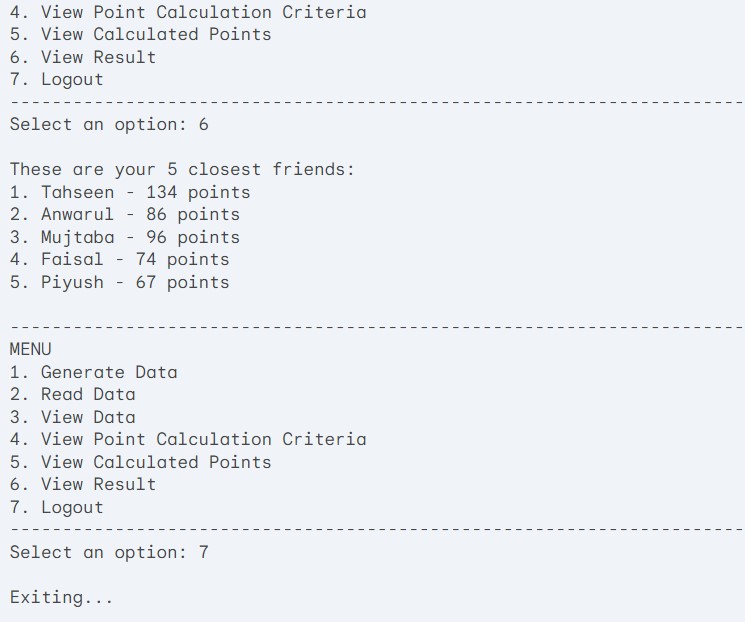 4. View Point Calculation Criteria
5. View Calculated Points
6. View Result
7. Logout
----------------------------------------------------------------------
Select an option: 6
These are your 5 closest friends:
1. Tahseen - 134 points
2. Anwarul - 86 points
3. Mujtaba - 96 points
4. Faisal - 74 points
5. Piyush - 67 points
----------------------------------------------------------------------
MENU
1. Generate Data
2. Read Data
3. View Data
4. View Point Calculation Criteria
5. View Calculated Points
6. View Result
7. Logout
----------------------------------------------------------------------
Select an option: 7
Exiting...